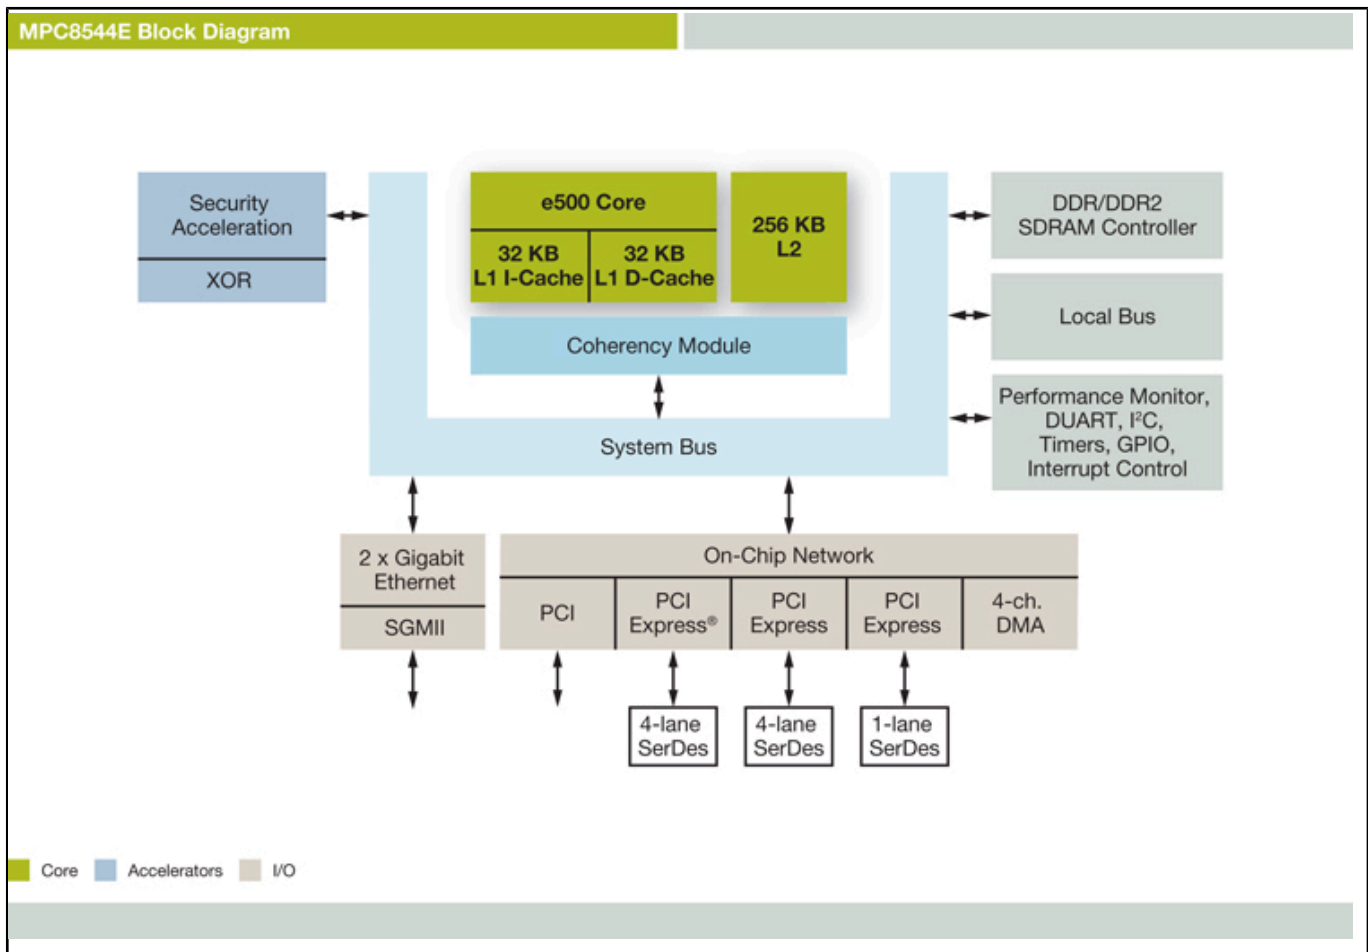 MPC8544E Block Diagram
Security
Acceleration
XOR
e500 Core
32 KB
L1 I-Cache
32 KB
L1 D-Cache
256 KB
L2
Coherency Module
System Bus
DDR/DDR2
SDRAM Controller
Local Bus
Performance Monitor,
DUART, I²C,
Timers, GPIO,
Interrupt Control
2 x Gigabit
Ethernet
SGMII
On-Chip Network
PCI
PCI
Express®
PCI
Express
PCI
Express
4-ch.
DMA
4-lane
SerDes
4-lane
SerDes
1-lane
SerDes
Core
Accelerators
I/O